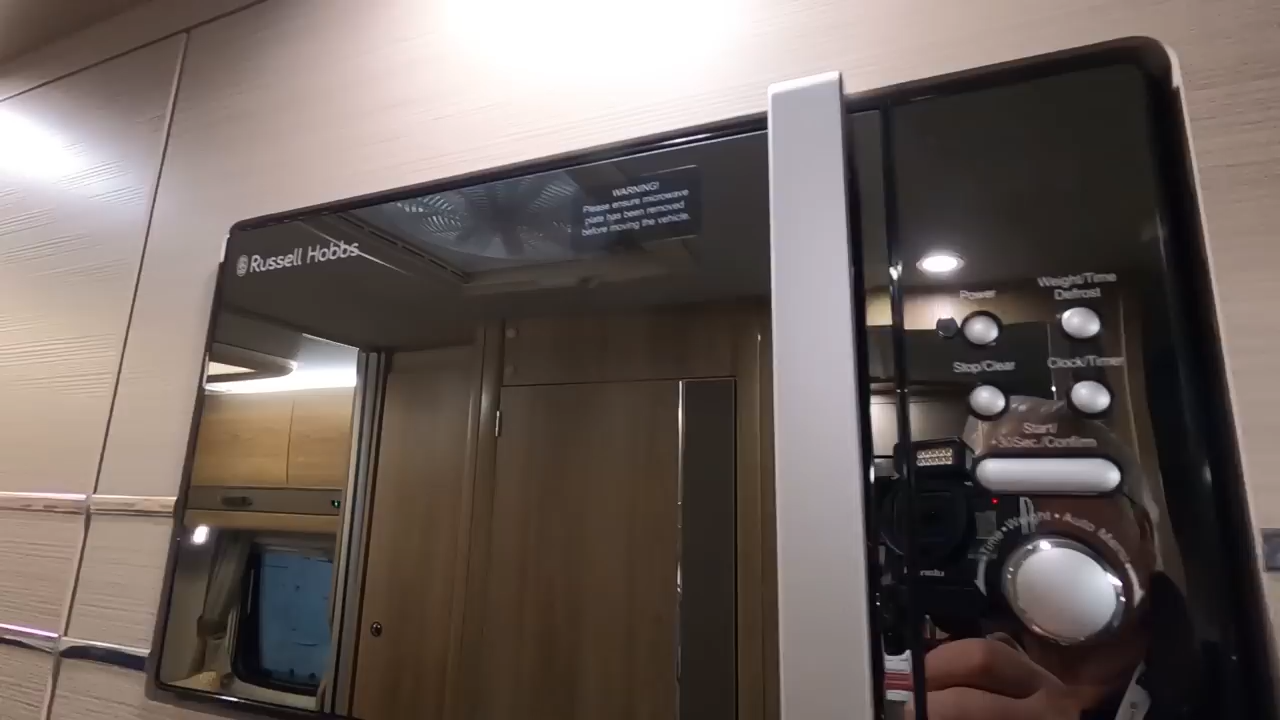 Russell Hobbs
WARNING!
Please ensure microwave
plate has been removed
before moving the vehicle.
Power
Weight/Time
Defrost
Stop/Clear
Clock/Timer
Start/
+30Sec./Confirm
Time • Weight • Auto Menu